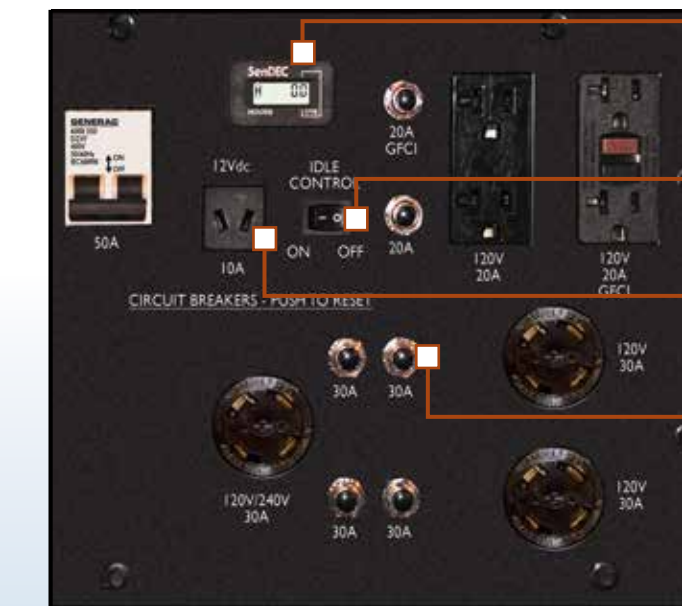 SenDEC
H 00
HOURS
GENERAC
ON
OFF
50A
12Vdc
10A
IDLE
CONTROL
ON OFF
20A
GFCI
20A
120V
20A
120V
20A
GFCI
CIRCUIT BREAKERS - PUSH TO RESET
30A 30A
120V
30A
120V/240V
30A
30A 30A
120V
30A